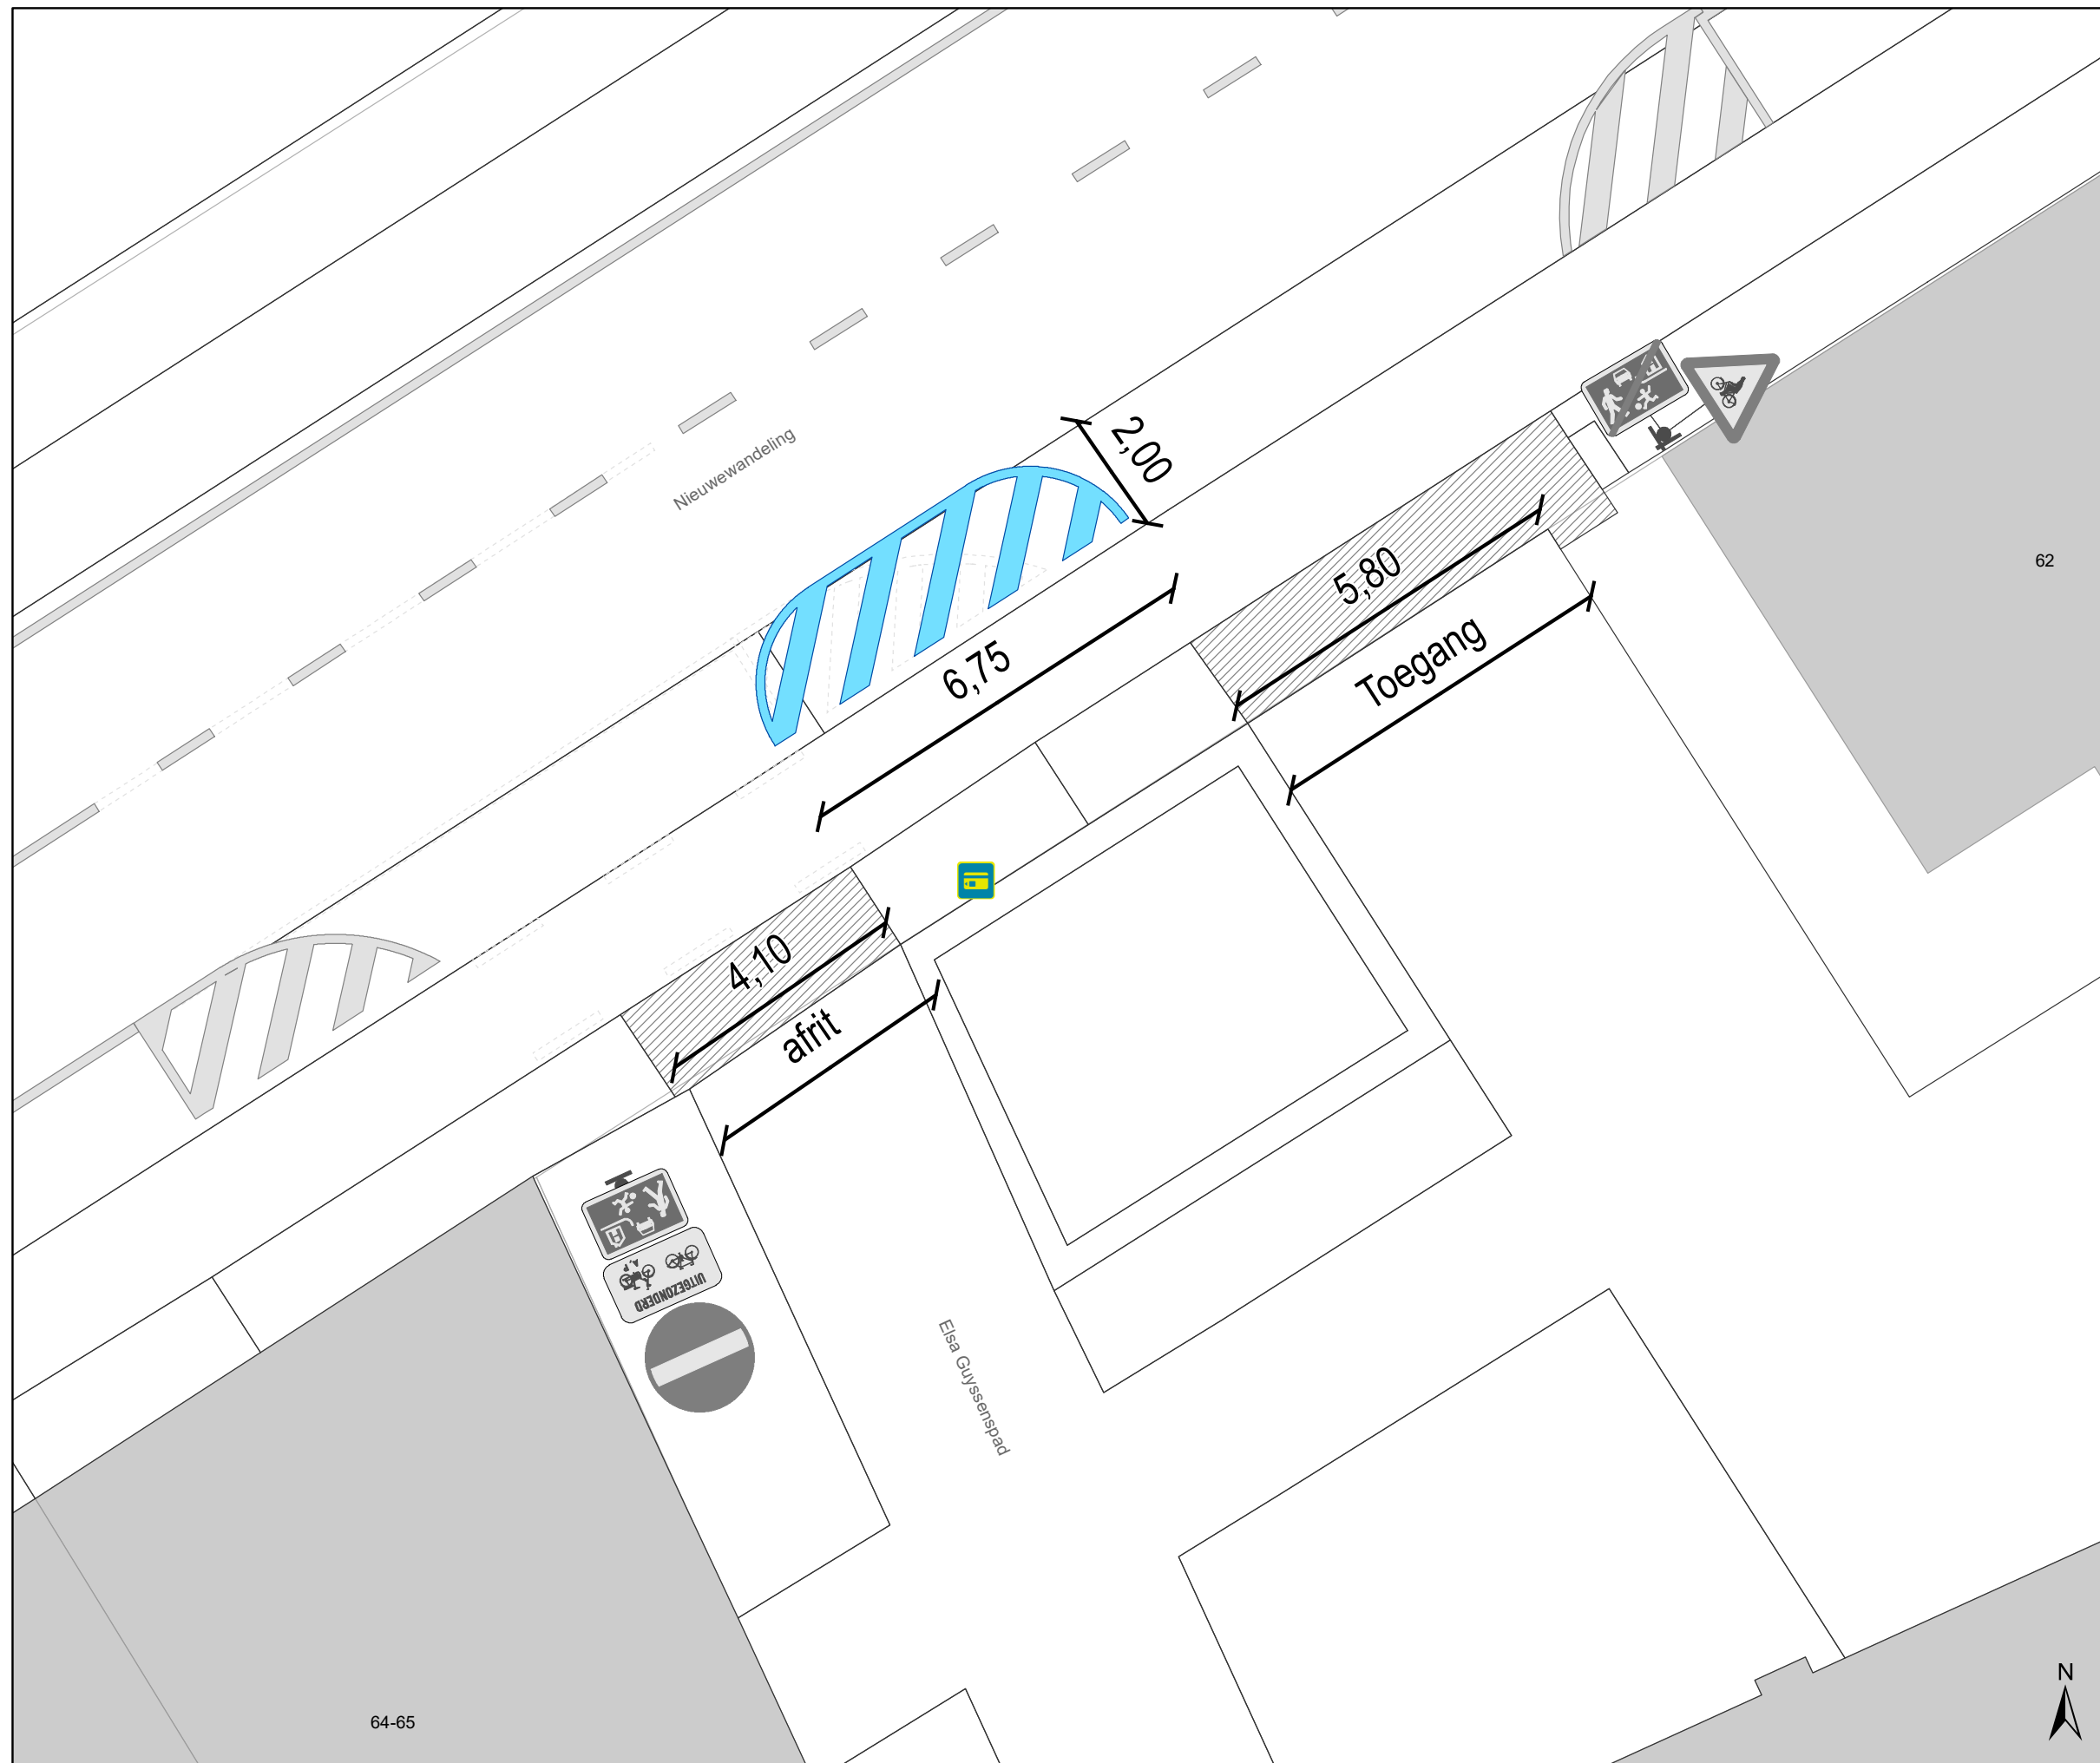 Nieuwewandeling
2,00
62
5,80
Toegang
6,75
4,10
afrit
UITGEZONDERD
Elsa Guyssenspad
64-65
N